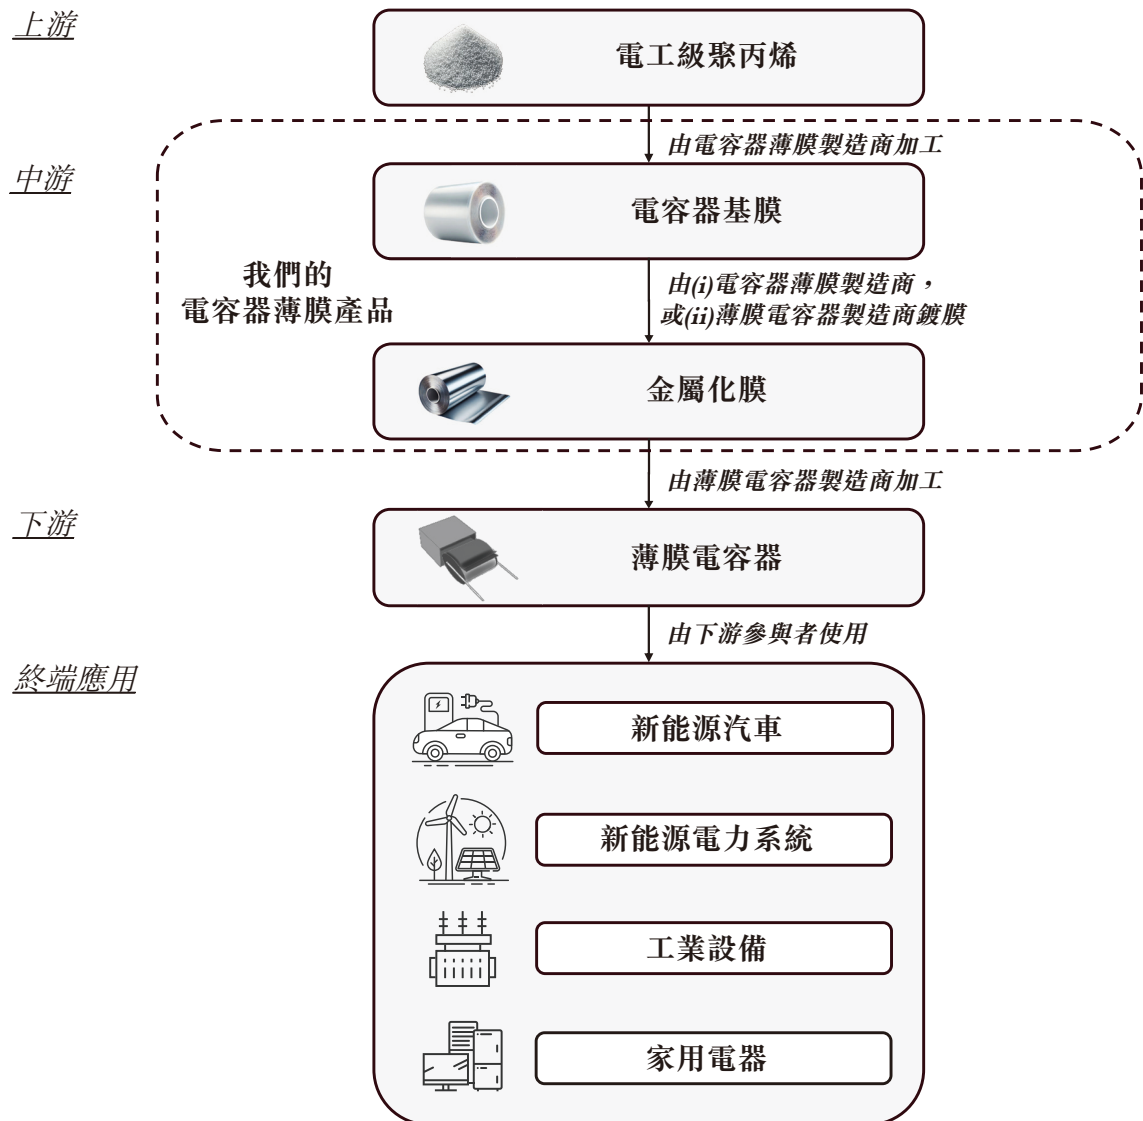 上游
電工級聚丙烯
由電容器薄膜製造商加工
中游
電容器基膜
我們的
電容器薄膜產品
由(i)電容器薄膜製造商，
或(ii)薄膜電容器製造商鍍膜
金屬化膜
由薄膜電容器製造商加工
下游
薄膜電容器
由下游參與者使用
終端應用
新能源汽車
新能源電力系統
工業設備
家用電器